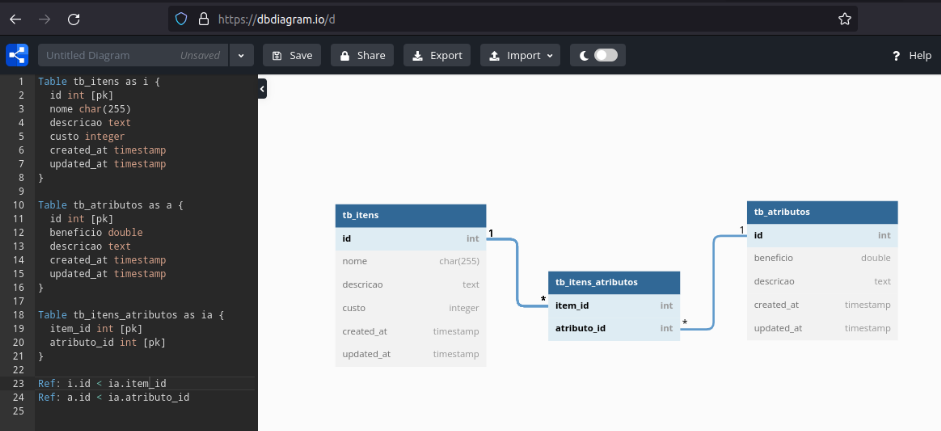 https://dbdiagram.io/d
Untitled Diagram Unsaved Save Share Export Import Help
1 Table tb_itens as i {
2 id int [pk]
3 nome char(255)
4 descricao text
5 custo integer
6 created_at timestamp
7 updated_at timestamp
8 }
9
10 Table tb_atributos as a {
11 id int [pk]
12 beneficio double
13 descricao text
14 created_at timestamp
15 updated_at timestamp
16 }
17
18 Table tb_itens_atributos as ia {
19 item_id int [pk]
20 atributo_id int [pk]
21 }
22
23 Ref: i.id < ia.item_id
24 Ref: a.id < ia.atributo_id
25
tb_itens
id int
nome char(255)
descricao text
custo integer
created_at timestamp
updated_at timestamp
1
*
tb_itens_atributos
item_id int
atributo_id int
*
1
tb_atributos
id int
beneficio double
descricao text
created_at timestamp
updated_at timestamp